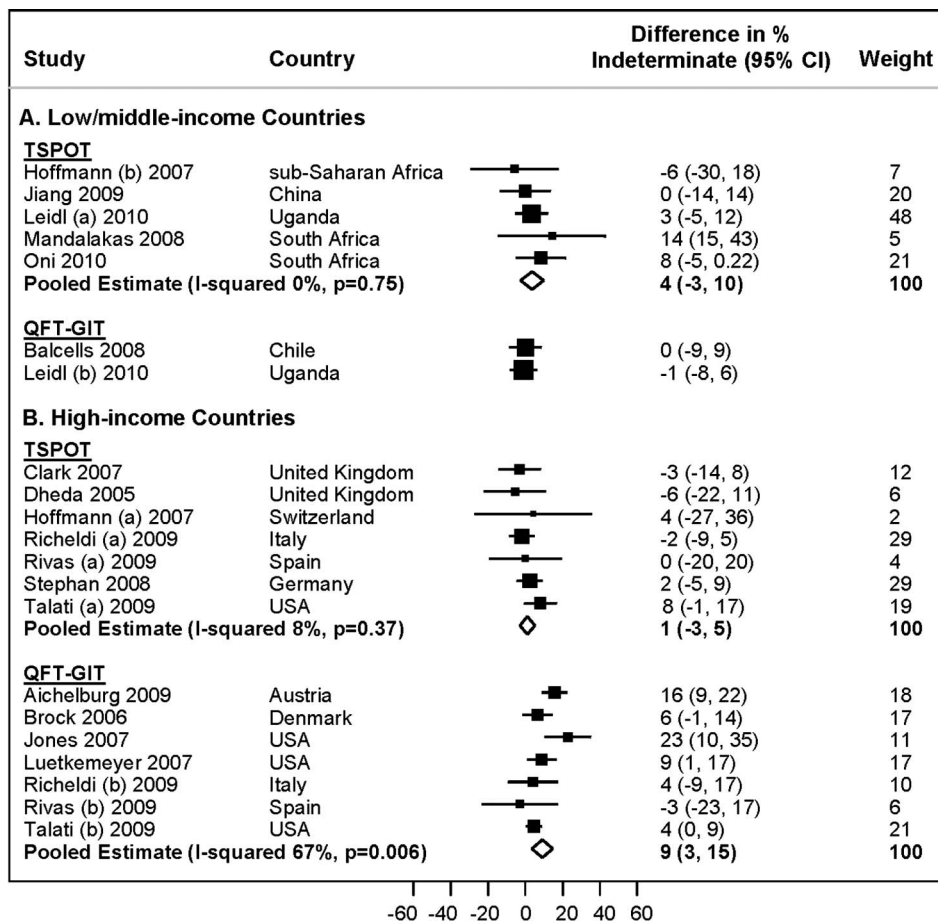 Study Country Difference in % Indeterminate (95% CI) Weight
A. Low/middle-income Countries
TSPOT
Hoffmann (b) 2007 sub-Saharan Africa -6 (-30, 18) 7
Jiang 2009 China 0 (-14, 14) 20
Leidl (a) 2010 Uganda 3 (-5, 12) 48
Mandalakas 2008 South Africa 14 (15, 43) 5
Oni 2010 South Africa 8 (-5, 0.22) 21
Pooled Estimate (I-squared 0%, p=0.75) 4 (-3, 10) 100
QFT-GIT
Balcells 2008 Chile 0 (-9, 9)
Leidl (b) 2010 Uganda -1 (-8, 6)
B. High-income Countries
TSPOT
Clark 2007 United Kingdom -3 (-14, 8) 12
Dheda 2005 United Kingdom -6 (-22, 11) 6
Hoffmann (a) 2007 Switzerland 4 (-27, 36) 2
Richeldi (a) 2009 Italy -2 (-9, 5) 29
Rivas (a) 2009 Spain 0 (-20, 20) 4
Stephan 2008 Germany 2 (-5, 9) 29
Talati (a) 2009 USA 8 (-1, 17) 19
Pooled Estimate (I-squared 8%, p=0.37) 1 (-3, 5) 100
QFT-GIT
Aichelburg 2009 Austria 16 (9, 22) 18
Brock 2006 Denmark 6 (-1, 14) 17
Jones 2007 USA 23 (10, 35) 11
Luetkemeyer 2007 USA 9 (1, 17) 17
Richeldi (b) 2009 Italy 4 (-9, 17) 10
Rivas (b) 2009 Spain -3 (-23, 17) 6
Talati (b) 2009 USA 4 (0, 9) 21
Pooled Estimate (I-squared 67%, p=0.006) 9 (3, 15) 100
-60 -40 -20 0 20 40 60